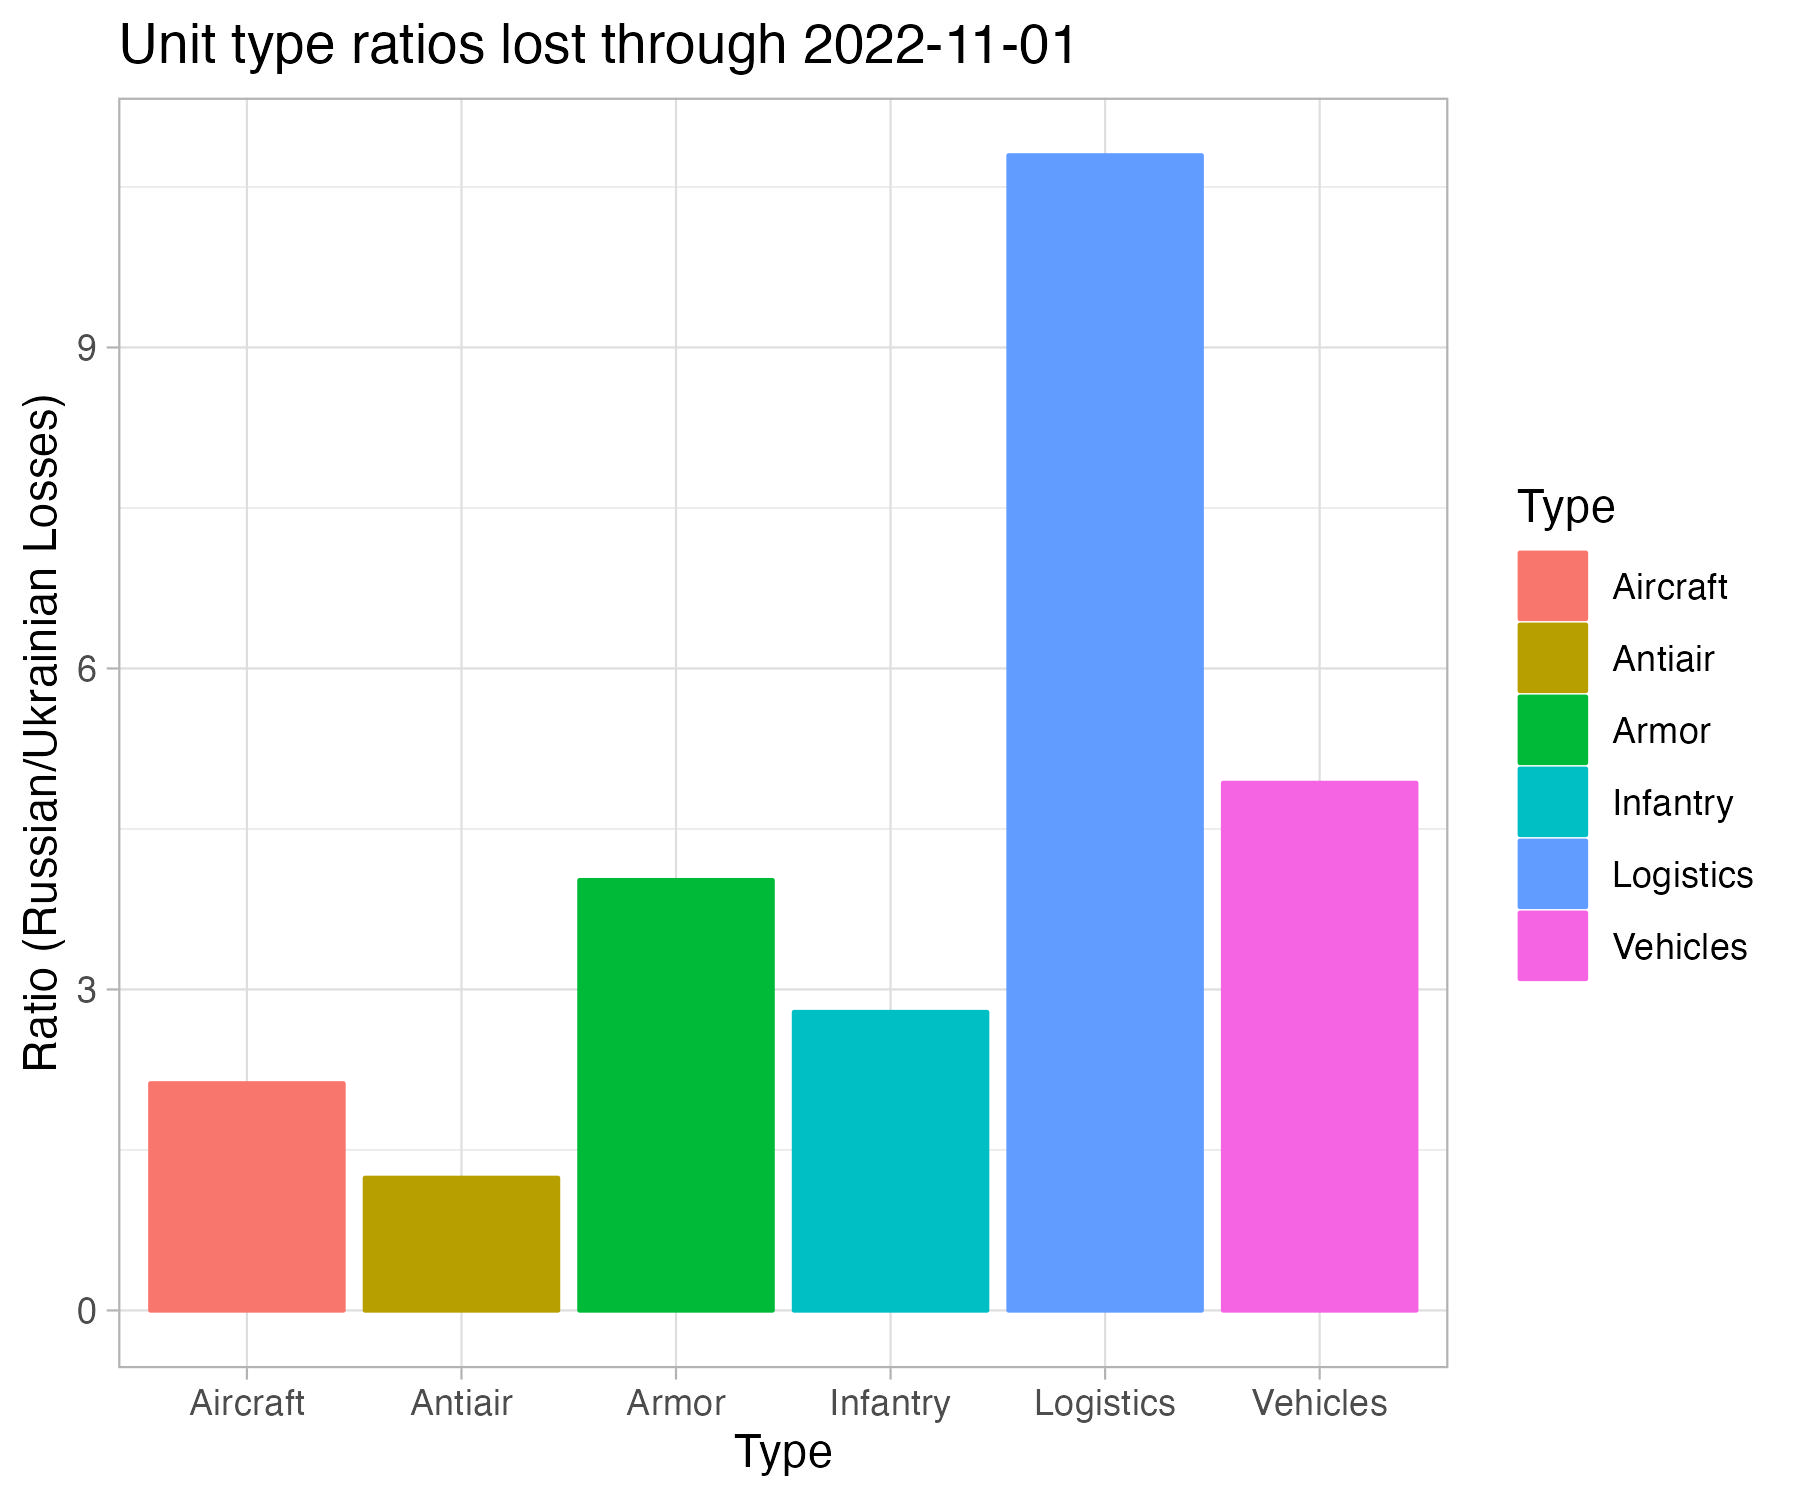 Unit type ratios lost through 2022-11-01
Ratio (Russian/Ukrainian Losses)
9
6
3
0
Aircraft
Antiair
Armor
Infantry
Logistics
Vehicles
Type
Type
Aircraft
Antiair
Armor
Infantry
Logistics
Vehicles